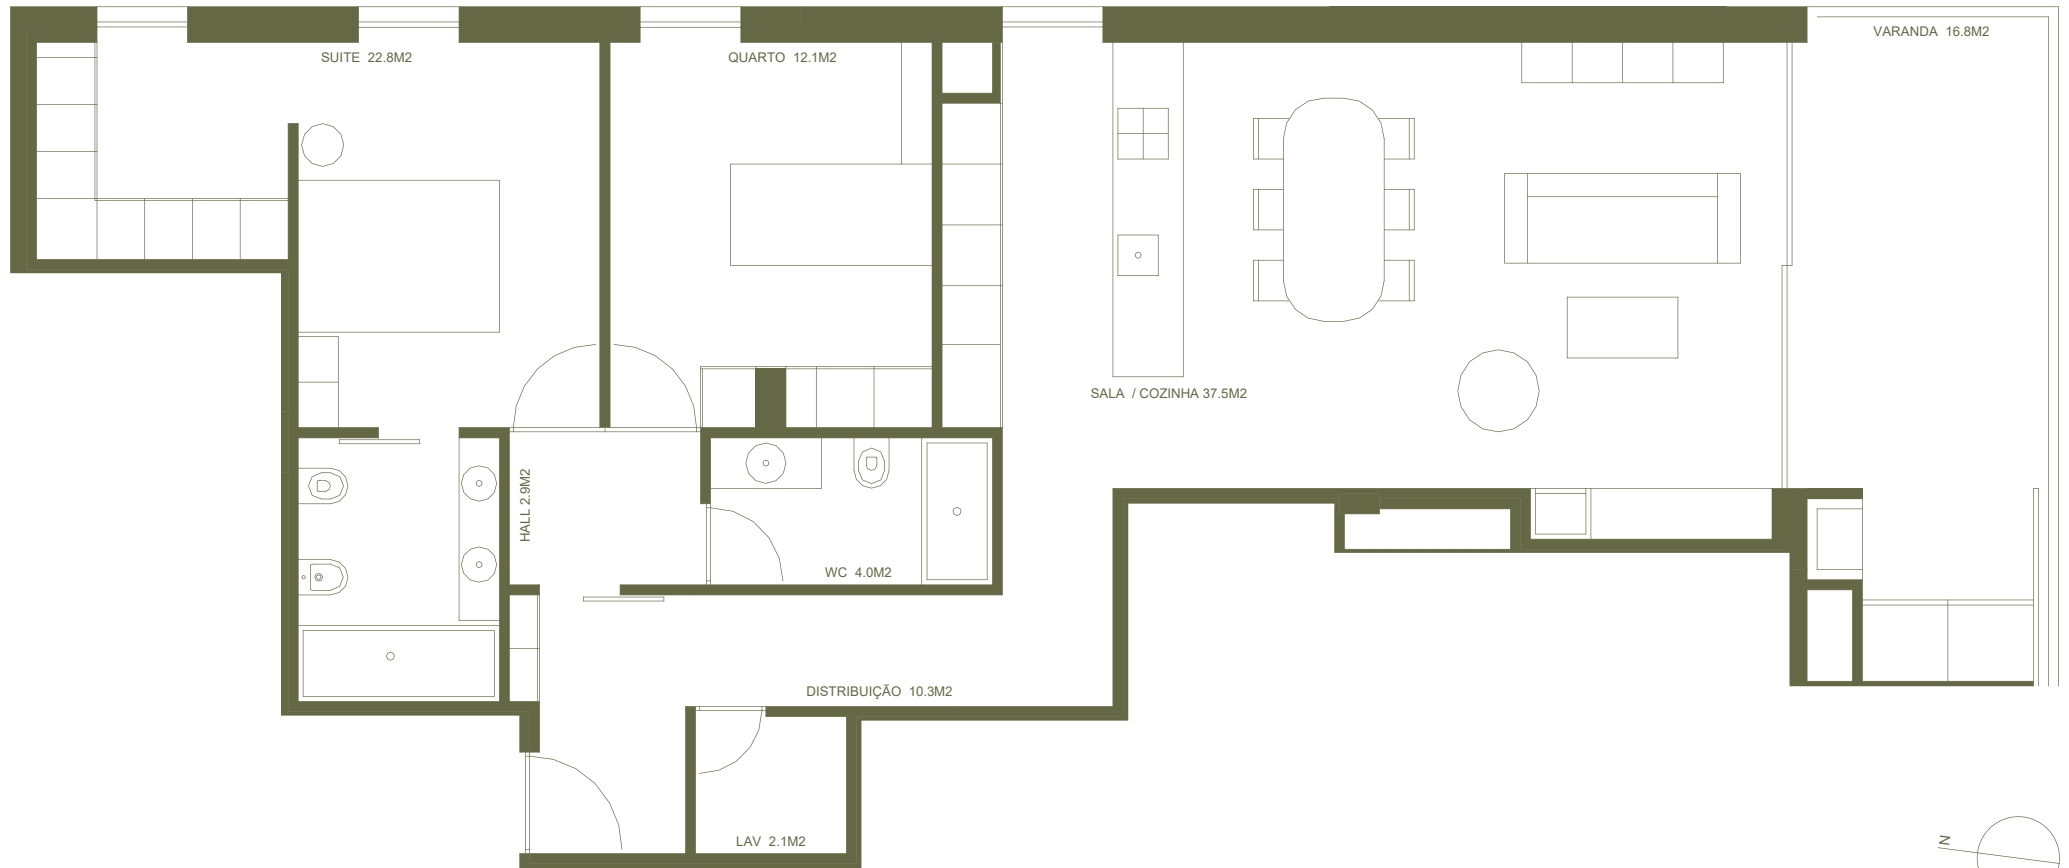 SUITE 22.8M2
QUARTO 12.1M2
VARANDA 16.8M2
SALA / COZINHA 37.5M2
HALL 2.9M2
WC 4.0M2
DISTRIBUIÇÃO 10.3M2
LAV 2.1M2
N